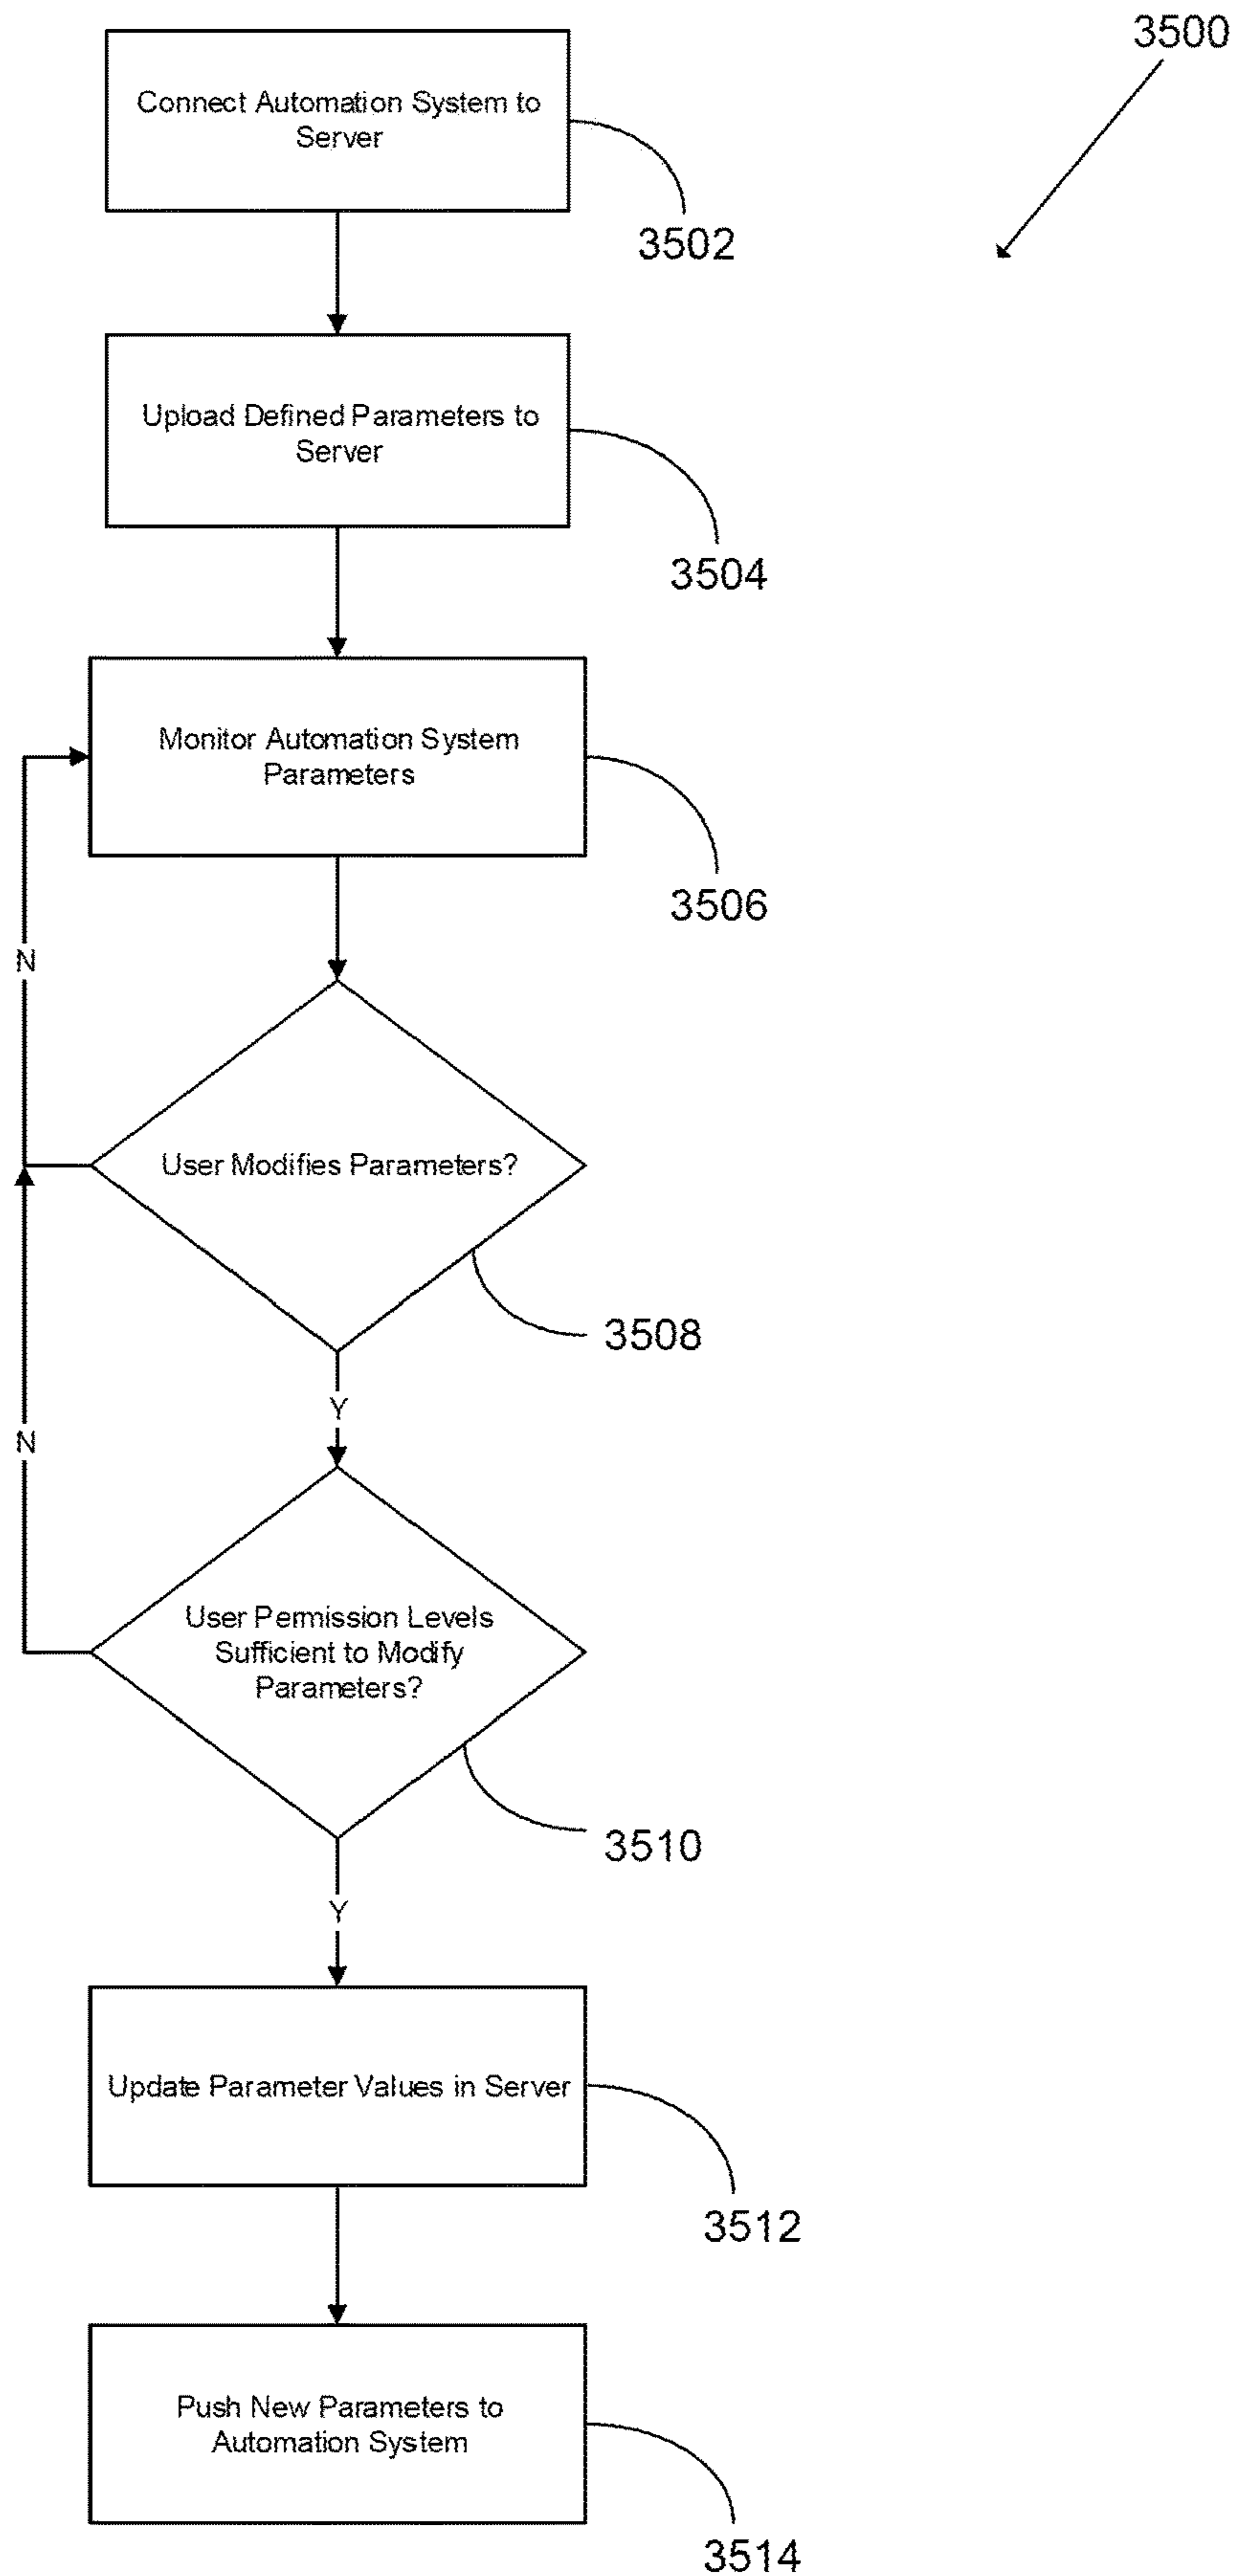 3500
Connect Automation System to
Server
3502
Upload Defined Parameters to
Server
3504
Monitor Automation System
Parameters
3506
N
User Modifies Parameters?
3508
Y
N
User Permission Levels
Sufficient to Modify
Parameters?
3510
Y
Update Parameter Values in Server
3512
Push New Parameters to
Automation System
3514